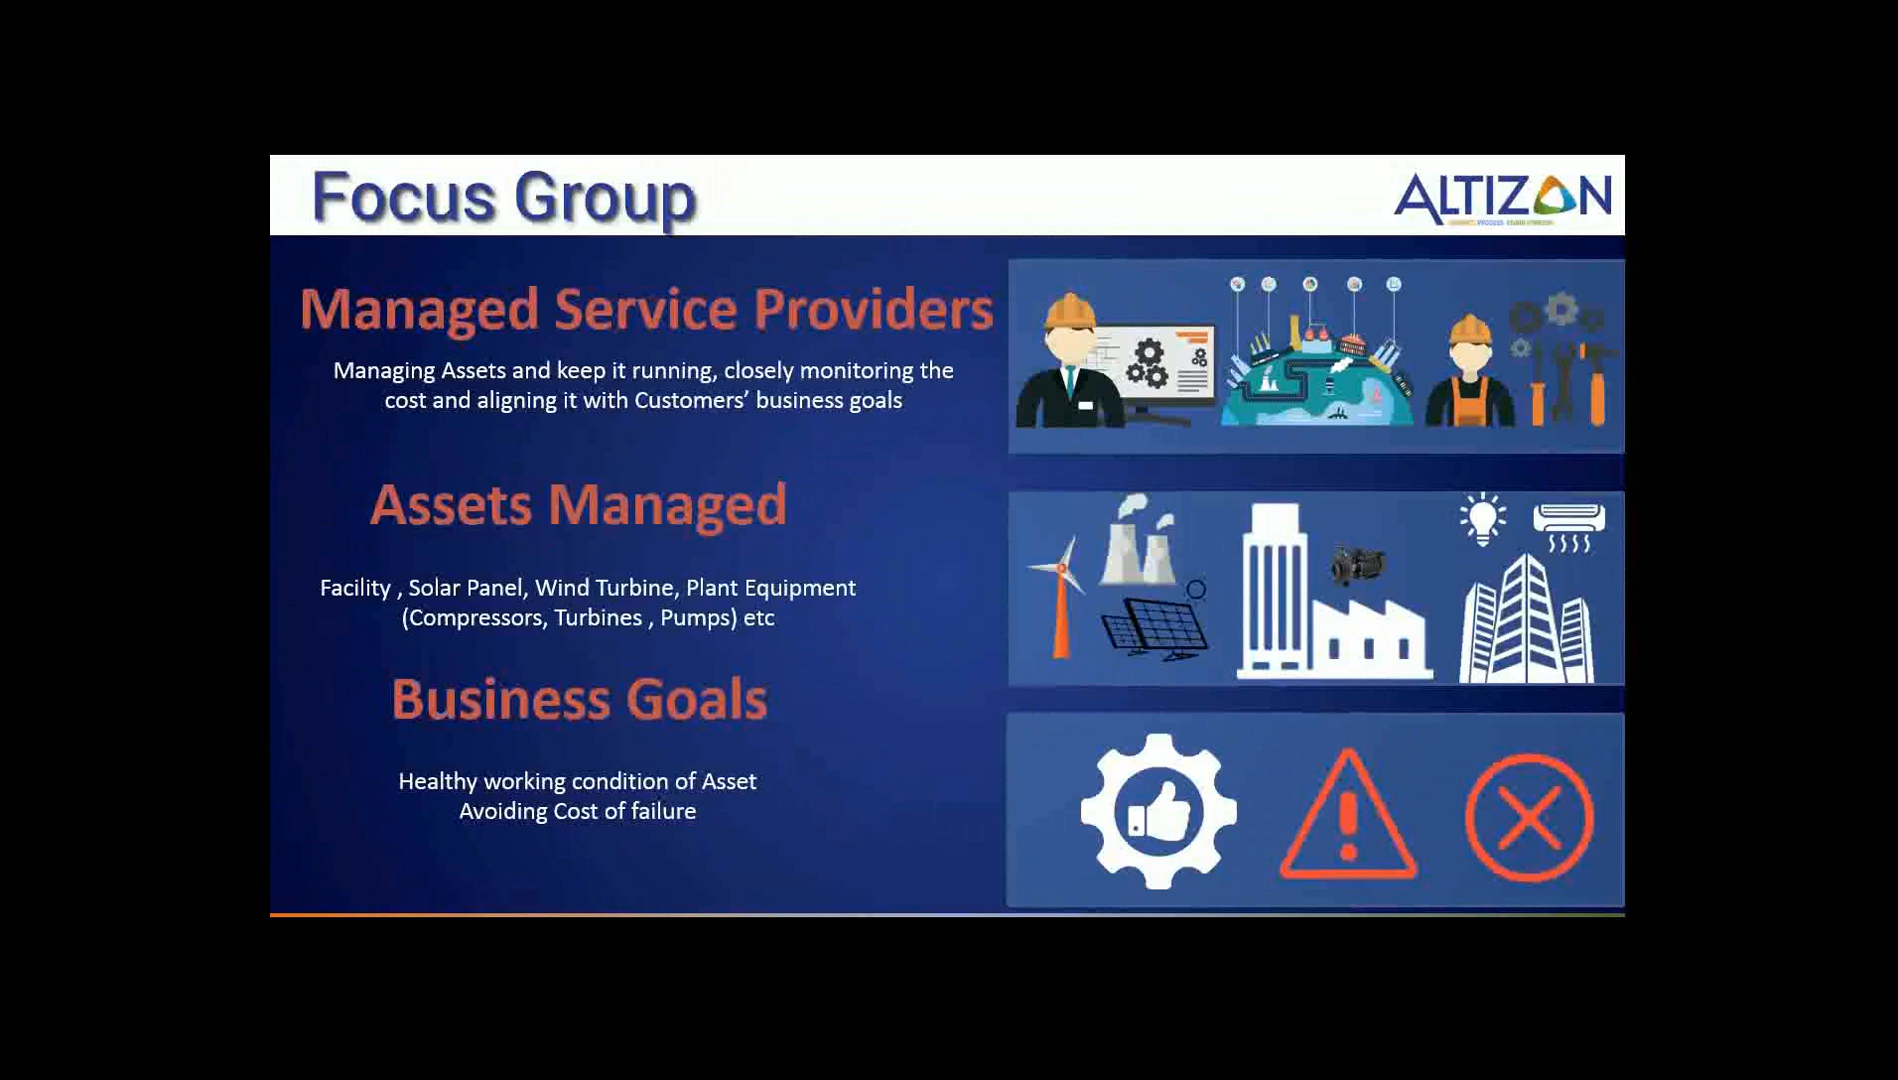 Focus Group
ALTIZON
Managed Service Providers
Managing Assets and keep it running, closely monitoring the
cost and aligning it with Customers’ business goals
Assets Managed
Facility , Solar Panel, Wind Turbine, Plant Equipment
(Compressors, Turbines , Pumps) etc
Business Goals
Healthy working condition of Asset
Avoiding Cost of failure